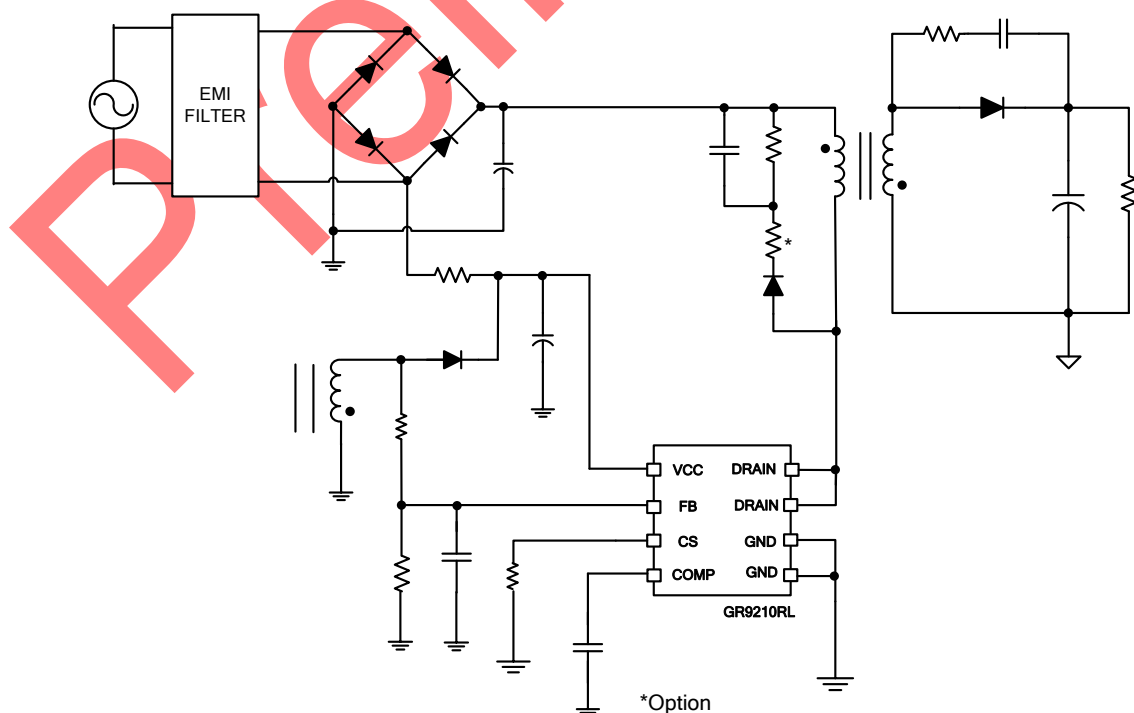 EMI
FILTER
*
VCC DRAIN
FB DRAIN
CS GND
COMP GND
GR9210RL
*Option